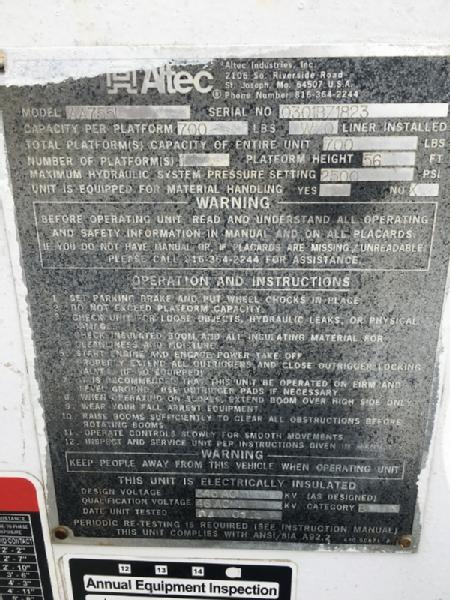 Altec
Altec Industries, Inc.
2106 So. Riverside Road
St. Joseph, Mo. 64507 U.S.A.
® Phone Number 816-364-2244
MODEL SERIAL NO
CAPACITY PER PLATFORM 700 LBS LINER INSTALLED
TOTAL PLATFORM(S) CAPACITY OF ENTIRE UNIT 700 LBS
NUMBER OF PLATFORM(S) PLATFORM HEIGHT 56 FT
MAXIMUM HYDRAULIC SYSTEM PRESSURE SETTING 2500 PSI
UNIT IS EQUIPPED FOR MATERIAL HANDLING YES NO X
WARNING
BEFORE OPERATING UNIT, READ AND UNDERSTAND ALL OPERATING
AND SAFETY INFORMATION IN MANUAL AND ON ALL PLACARDS.
IF YOU DO NOT HAVE MANUAL OR, IF PLACARDS ARE MISSING/UNREADABLE
PLEASE CALL 816-364-2244 FOR ASSISTANCE.
OPERATION AND INSTRUCTIONS
1. SET PARKING BRAKE AND PUT WHEEL CHOCKS IN PLACE
2. DO NOT EXCEED PLATFORM CAPACITY.
3. CHECK UNIT FOR LOOSE OBJECTS, HYDRAULIC LEAKS, OR PHYSICAL
DAMAGE.
CHECK INSULATED BOOM AND ALL INSULATING MATERIAL FOR
CLEANLINESS AND MOISTURE.
START ENGINE AND ENGAGE POWER TAKE OFF
PROPERLY EXTEND ALL OUTRIGGERS AND CLOSE OUTRIGGER LOCKING
VALVES (IF SO EQUIPPED)
IT IS RECOMMENDED THAT THIS UNIT BE OPERATED ON FIRM AND
GROUND. USE OUTRIGGER PADS IF NECESSARY.
8. WHEN OPERATING ON SLOPES, EXTEND BOOM OVER HIGH SIDE ONLY
9. WEAR YOUR FALL ARREST EQUIPMENT.
10. RAISE BOOMS SUFFICIENTLY TO CLEAR ALL OBSTRUCTIONS BEFORE
ROTATING BOOMS.
11. OPERATE CONTROLS SLOWLY FOR SMOOTH MOVEMENTS.
12. INSPECT AND SERVICE UNIT PER INSTRUCTIONS GIVEN IN
WARNING
KEEP PEOPLE AWAY FROM THIS VEHICLE WHEN OPERATING UNIT
THIS UNIT IS ELECTRICALLY INSULATED
DESIGN VOLTAGE KV (AS DESIGNED)
QUALIFICATION VOLTAGE KV CATEGORY
DATE UNIT TESTED
PERIODIC RE-TESTING IS REQUIRED (SEE INSTRUCTION MANUAL)
THIS UNIT COMPLIES WITH ANSI/SIA A92.2
2'- 2"
2'- 7"
2'- 10"
3'- 6"
4'- 3"
4'- 11"
12 13 14
Annual Equipment Inspection